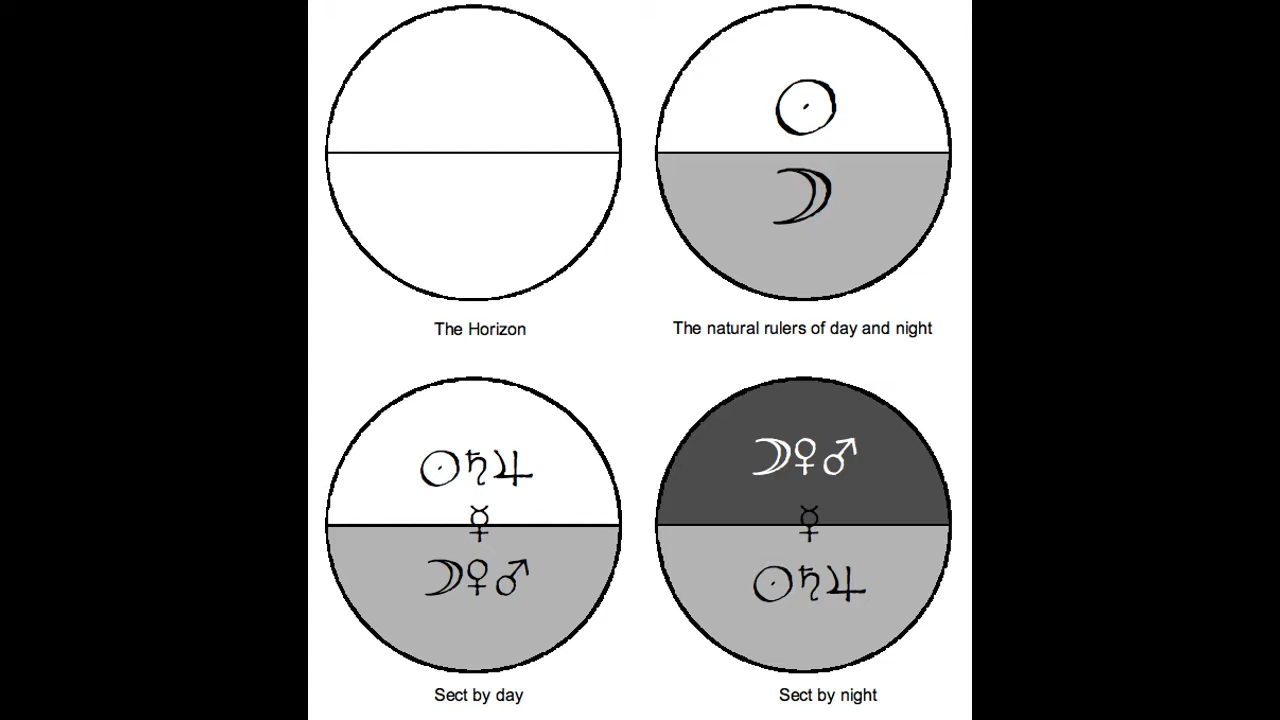 The Horizon
The natural rulers of day and night
☉♄♃
☿
☽♀♂
Sect by day
☽♀♂
☿
☉♄♃
Sect by night